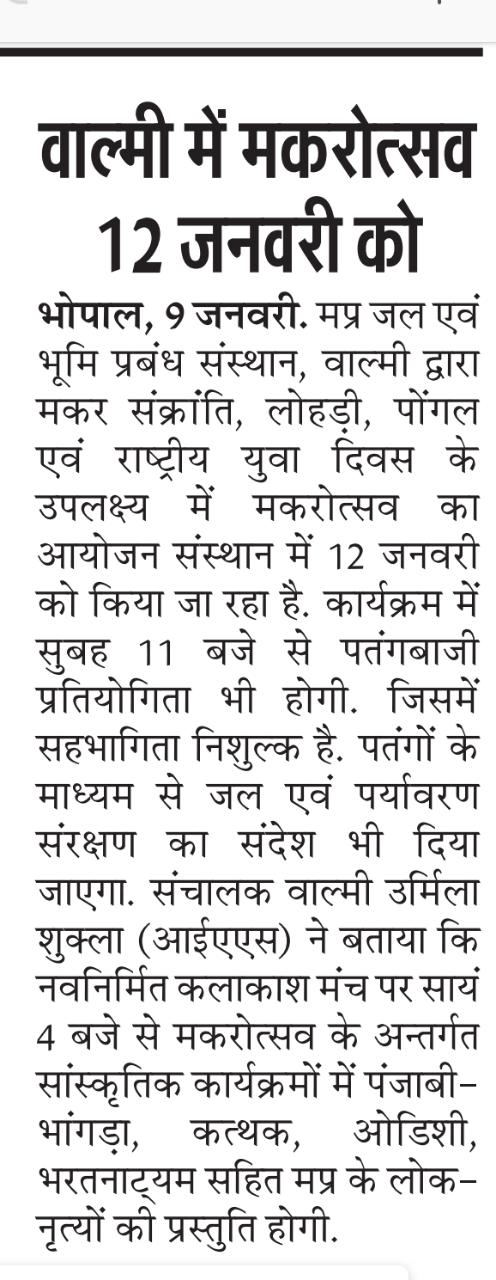 वाल्मी में मकरोत्सव
12 जनवरी को
भोपाल, 9 जनवरी. मप्र जल एवं
भूमि प्रबंध संस्थान, वाल्मी द्वारा
मकर संक्रांति, लोहड़ी, पोंगल
एवं राष्ट्रीय युवा दिवस के
उपलक्ष्य में मकरोत्सव का
आयोजन संस्थान में 12 जनवरी
को किया जा रहा है. कार्यक्रम में
सुबह 11 बजे से पतंगबाजी
प्रतियोगिता भी होगी. जिसमें
सहभागिता निशुल्क है. पतंगों के
माध्यम से जल एवं पर्यावरण
संरक्षण का संदेश भी दिया
जाएगा. संचालक वाल्मी उर्मिला
शुक्ला (आईएएस) ने बताया कि
नवनिर्मित कलाकाश मंच पर सायं
4 बजे से मकरोत्सव के अन्तर्गत
सांस्कृतिक कार्यक्रमों में पंजाबी-
भांगड़ा, कत्थक, ओडिशी,
भरतनाट्यम सहित मप्र के लोक-
नृत्यों की प्रस्तुति होगी.